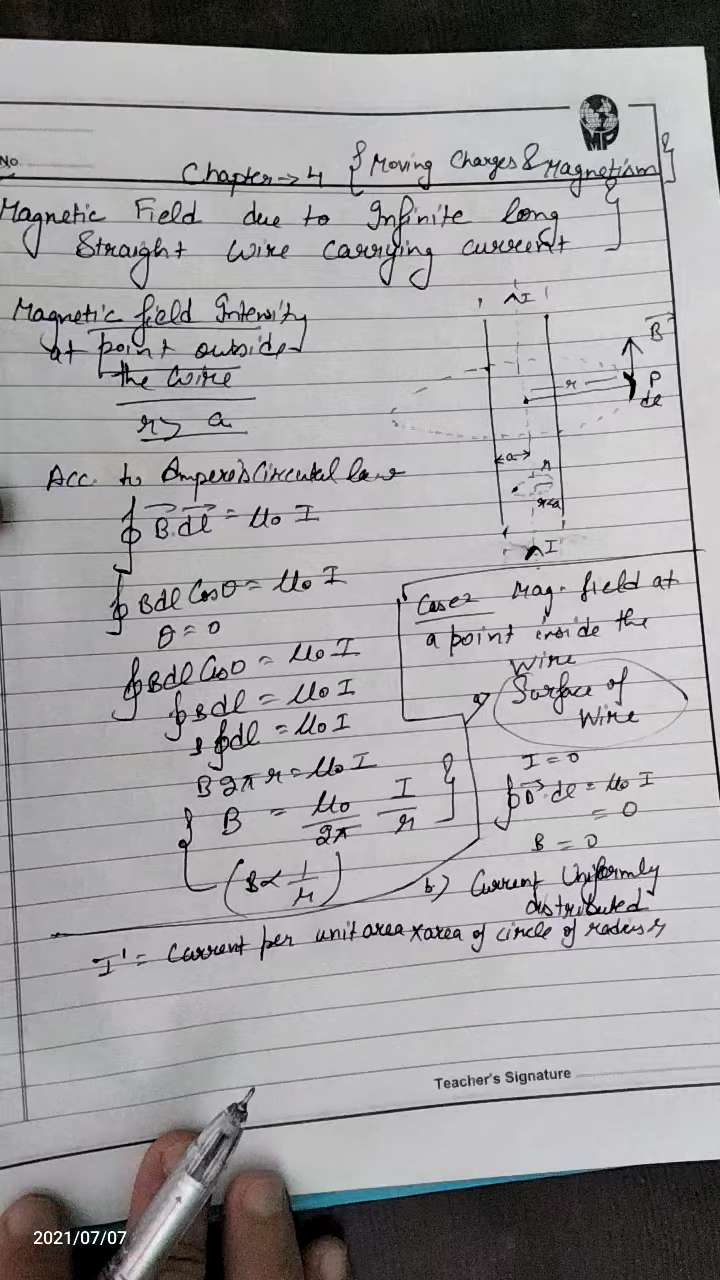 MP
No.
Chapter → 4 { Moving Charges & Magnetism }
Magnetic Field due to Infinite long
Straight Wire carrying current
Magnetic field Intensity
at point outside
the Wire
r > a
Acc. to Ampere's Circuital law
∮ B⃗.dl⃗ = μ₀ I
∮ Bdl Cosθ = μ₀ I
θ = 0
∮ Bdl Cos0 = μ₀ I
∮ Bdl = μ₀ I
B ∮ dl = μ₀ I
B 2π r = μ₀ I
{ B = μ₀/2π I/r }
(B ∝ 1/r)
I
B⃗
r
P
dl
a
r
r<a
I
Case 2 Mag. field at
a point inside the
Wire
a) Surface of
Wire
I = 0
∮ B⃗. dl = μ₀ I
= 0
B = 0
b.) Current Uniformly
distributed
I' = Current per unit area x area of circle of radius r
Teacher's Signature
2021/07/07